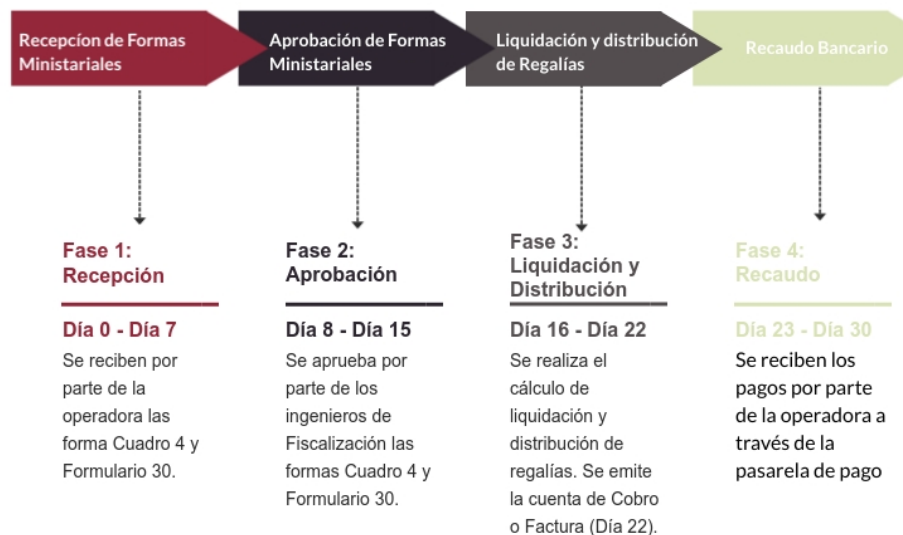 Recepcíon de Formas
Ministariales
Aprobación de Formas
Ministeriales
Liquidación y distribución
de Regalías
Recaudo Bancario
Fase 1:
Recepción
Día 0 - Día 7
Se reciben por
parte de la
operadora las
forma Cuadro 4 y
Formulario 30.
Fase 2:
Aprobación
Día 8 - Día 15
Se aprueba por
parte de los
ingenieros de
Fiscalización las
formas Cuadro 4 y
Formulario 30.
Fase 3:
Liquidación y
Distribución
Día 16 - Día 22
Se realiza el
cálculo de
liquidación y
distribución de
regalías. Se emite
la cuenta de Cobro
o Factura (Día 22).
Fase 4:
Recaudo
Día 23 - Día 30
Se reciben los
pagos por parte
de la operadora a
través de la
pasarela de pago